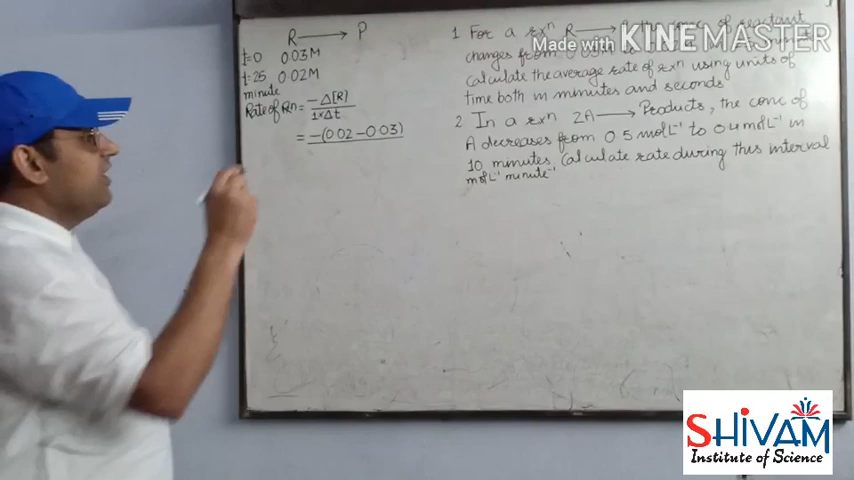 R ⟶ P
t=0 0.03M
t=25 0.02M
minute
Rate of Rn = -Δ[R]
1×Δt
= -(0.02-0.03)
1 For a rxⁿ R ⟶ the conc of reactant
changes from 0.03M
calculate the average rate of rxⁿ using units of
time both in minutes and seconds
2 In a rxⁿ 2A ⟶ Products, the conc of
A decreases from 0.5 mol L⁻¹ to 0.4 mol L⁻¹ in
10 minutes Calculate rate during this interval
mol L⁻¹ minute⁻¹
Made with KINEMASTER
SHIVAM
Institute of Science